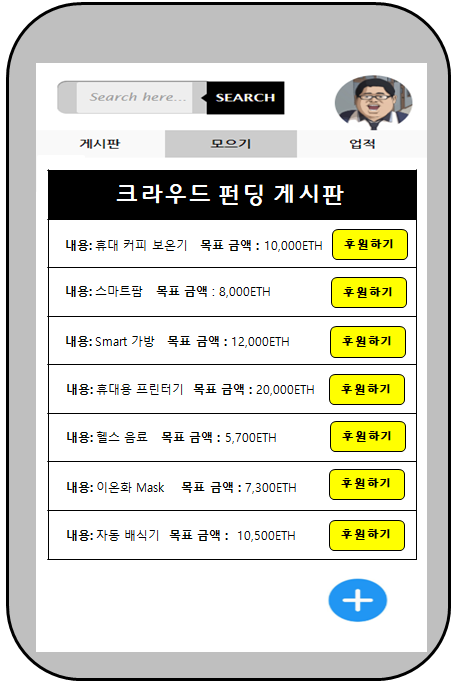 Search here... SEARCH
게시판 모으기 업적
크라우드 펀딩 게시판
내용: 휴대 커피 보온기 목표 금액 : 10,000ETH 후원하기
내용: 스마트팜 목표 금액 : 8,000ETH 후원하기
내용: Smart 가방 목표 금액 : 12,000ETH 후원하기
내용: 휴대용 프린터기 목표 금액 : 20,000ETH 후원하기
내용: 헬스 음료 목표 금액 : 5,700ETH 후원하기
내용: 이온화 Mask 목표 금액 : 7,300ETH 후원하기
내용: 자동 배식기 목표 금액 : 10,500ETH 후원하기